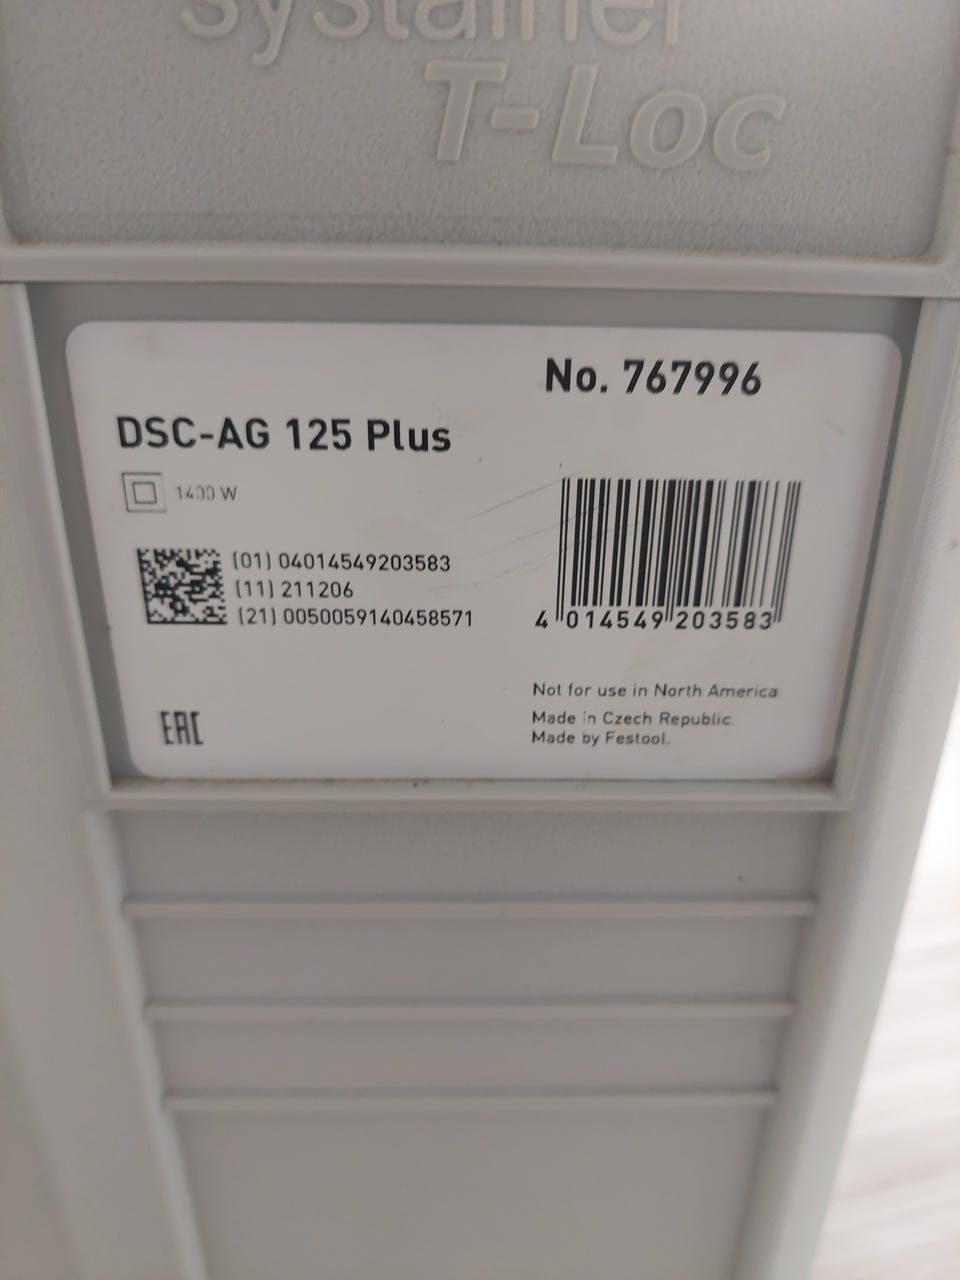 systainer
T-Loc
No. 767996
DSC-AG 125 Plus
1400 W
(01) 04014549203583
(11) 211206
(21) 0050059140458571
4 014549 203583
Not for use in North America
Made in Czech Republic.
Made by Festool.
EAC